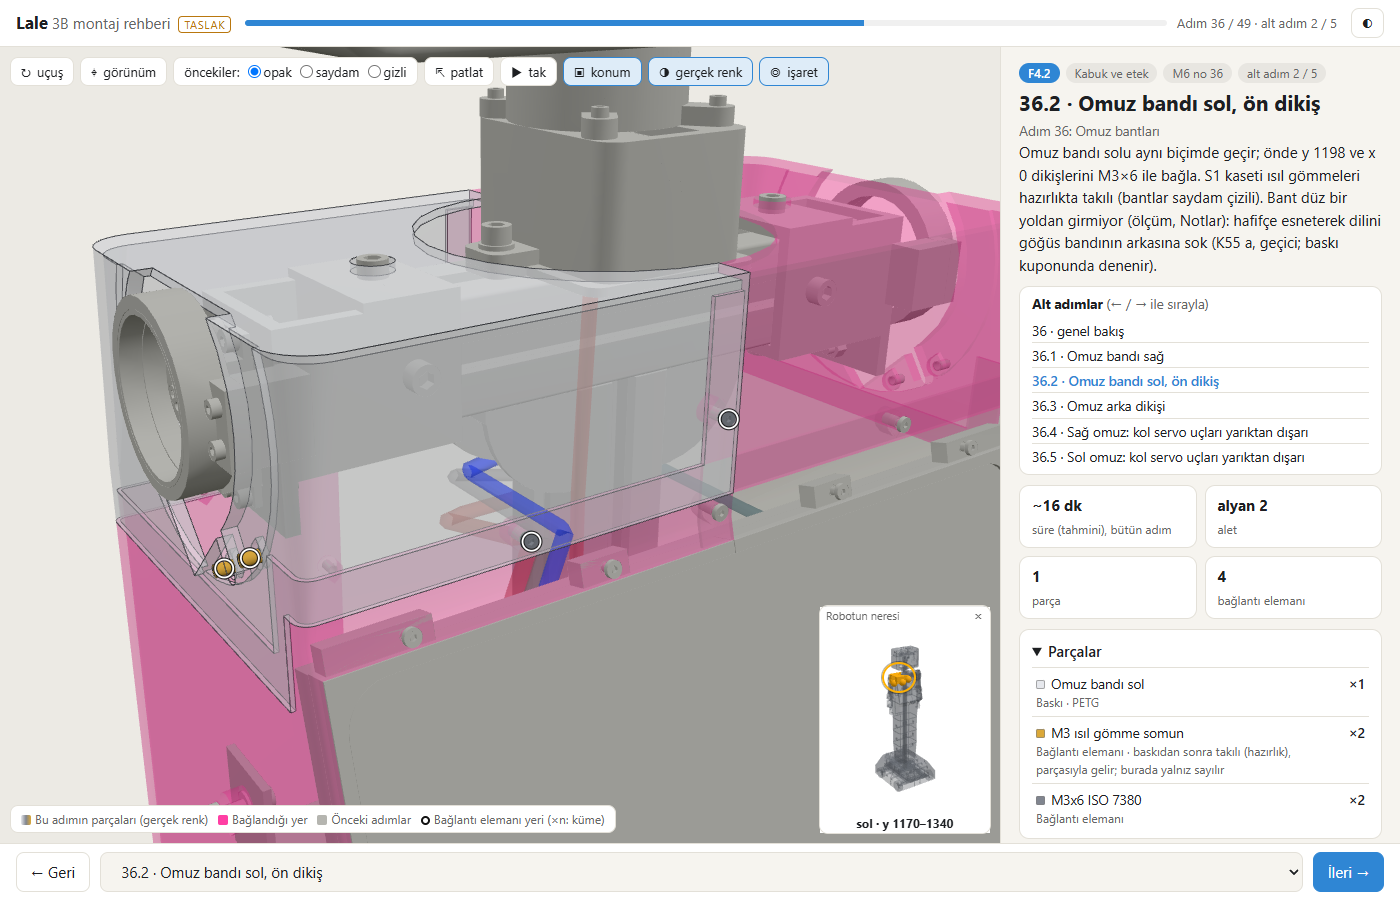 Lale 3B montaj rehberi TASLAK
Adım 36 / 49 · alt adım 2 / 5
◐
↻ uçuş
⌖ görünüm
öncekiler: opak saydam gizli
⇱ patlat
▶ tak
▣ konum
◑ gerçek renk
◎ işaret
F4.2 Kabuk ve etek M6 no 36 alt adım 2 / 5
36.2 · Omuz bandı sol, ön dikiş
Adım 36: Omuz bantları
Omuz bandı solu aynı biçimde geçir; önde y 1198 ve x
0 dikişlerini M3×6 ile bağla. S1 kaseti ısıl gömmeleri
hazırlıkta takılı (bantlar saydam çizili). Bant düz bir
yoldan girmiyor (ölçüm, Notlar): hafifçe esneterek dilini
göğüs bandının arkasına sok (K55 a, geçici; baskı
kuponunda denenir).
Alt adımlar (← / → ile sırayla)
36 · genel bakış
36.1 · Omuz bandı sağ
36.2 · Omuz bandı sol, ön dikiş
36.3 · Omuz arka dikişi
36.4 · Sağ omuz: kol servo uçları yarıktan dışarı
36.5 · Sol omuz: kol servo uçları yarıktan dışarı
~16 dk
süre (tahmini), bütün adım
alyan 2
alet
1
parça
4
bağlantı elemanı
▼ Parçalar
Omuz bandı sol ×1
Baskı · PETG
M3 ısıl gömme somun ×2
Bağlantı elemanı · baskıdan sonra takılı (hazırlık),
parçasıyla gelir; burada yalnız sayılır
M3x6 ISO 7380 ×2
Bağlantı elemanı
Robotun neresi ×
sol · y 1170–1340
Bu adımın parçaları (gerçek renk) Bağlandığı yer Önceki adımlar Bağlantı elemanı yeri (×n: küme)
← Geri
36.2 · Omuz bandı sol, ön dikiş
İleri →